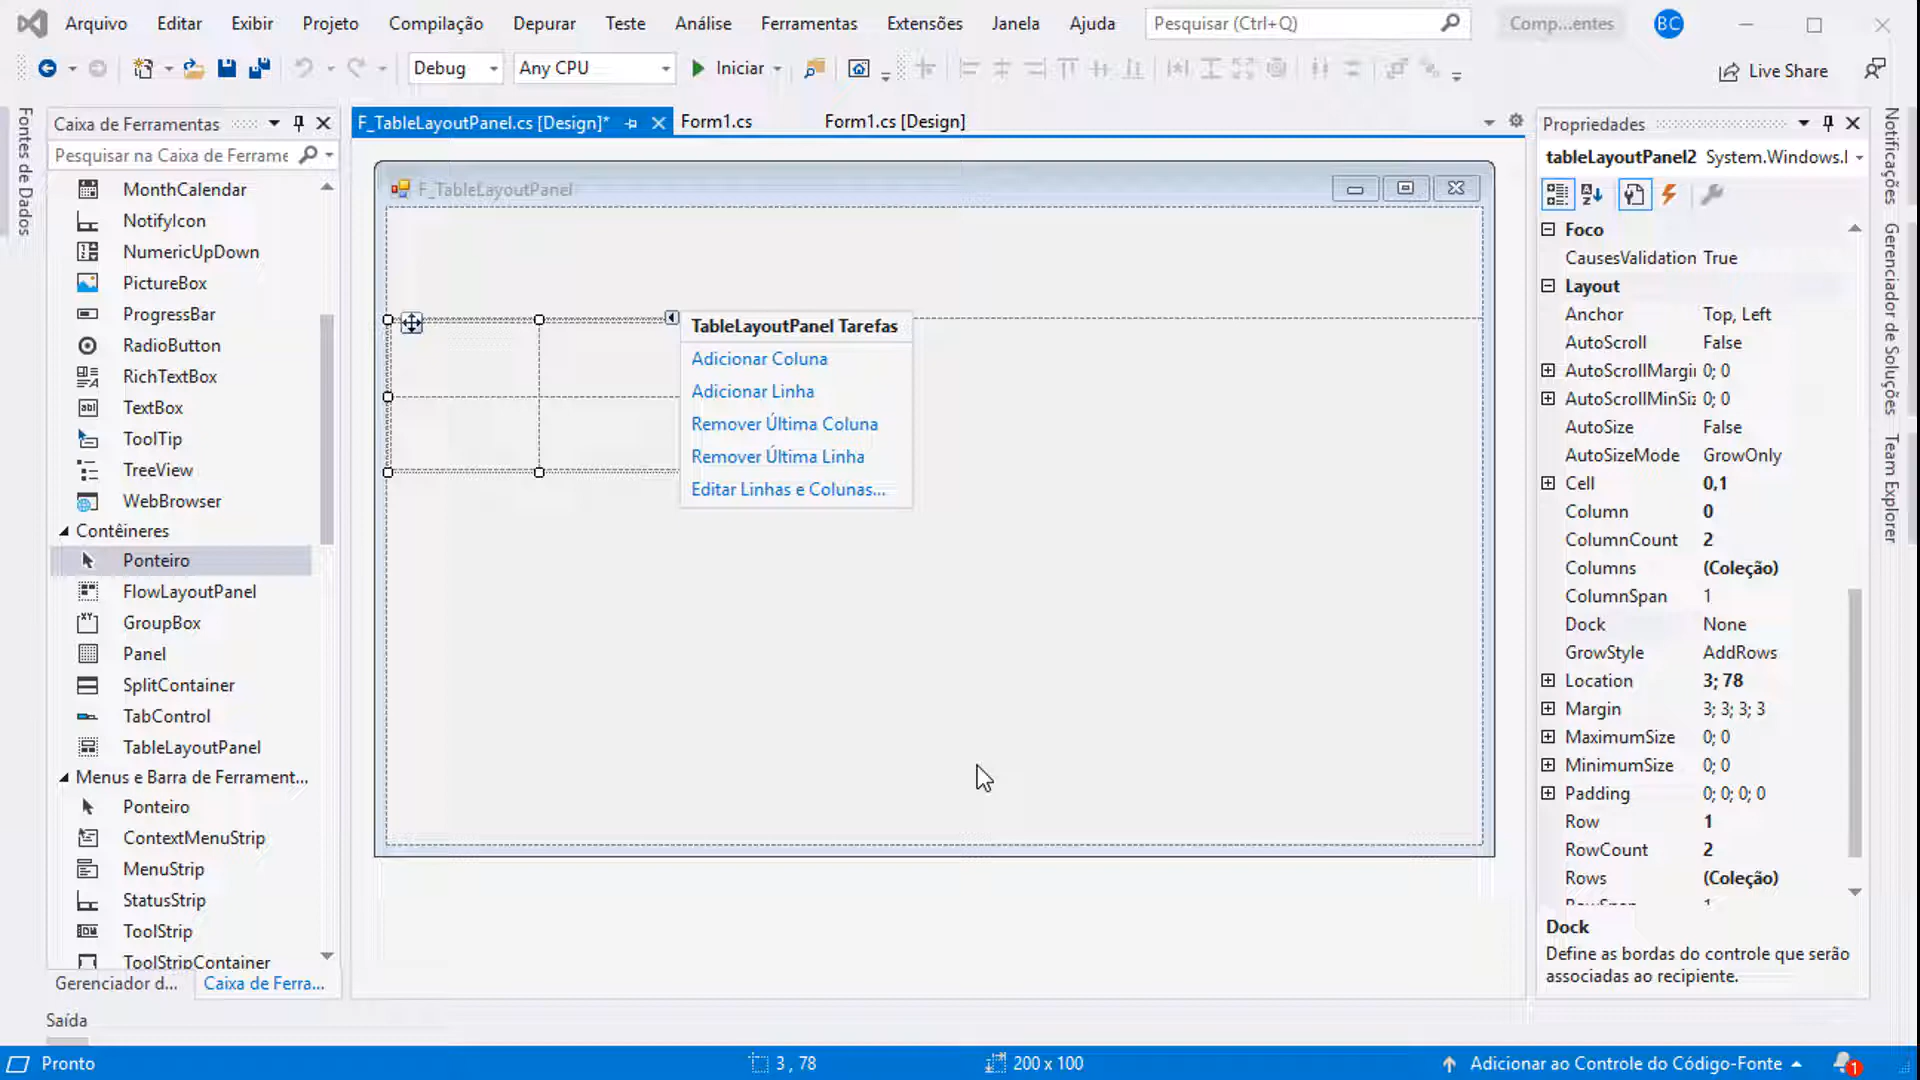 Arquivo Editar Exibir Projeto Compilação Depurar Teste Análise Ferramentas Extensões Janela Ajuda Pesquisar (Ctrl+Q) Comp...entes BC
Debug Any CPU Iniciar Live Share
Fontes de Dados
Caixa de Ferramentas
Pesquisar na Caixa de Ferrame
MonthCalendar
NotifyIcon
NumericUpDown
PictureBox
ProgressBar
RadioButton
RichTextBox
TextBox
ToolTip
TreeView
WebBrowser
Contêineres
Ponteiro
FlowLayoutPanel
GroupBox
Panel
SplitContainer
TabControl
TableLayoutPanel
Menus e Barra de Ferrament...
Ponteiro
ContextMenuStrip
MenuStrip
StatusStrip
ToolStrip
ToolStripContainer
Gerenciador d... Caixa de Ferra...
F_TableLayoutPanel.cs [Design]* Form1.cs Form1.cs [Design]
F_TableLayoutPanel
TableLayoutPanel Tarefas
Adicionar Coluna
Adicionar Linha
Remover Última Coluna
Remover Última Linha
Editar Linhas e Colunas...
Propriedades
tableLayoutPanel2 System.Windows.I
Foco
CausesValidation True
Layout
Anchor Top, Left
AutoScroll False
AutoScrollMargi 0; 0
AutoScrollMinSiz 0; 0
AutoSize False
AutoSizeMode GrowOnly
Cell 0,1
Column 0
ColumnCount 2
Columns (Coleção)
ColumnSpan 1
Dock None
GrowStyle AddRows
Location 3; 78
Margin 3; 3; 3; 3
MaximumSize 0; 0
MinimumSize 0; 0
Padding 0; 0; 0; 0
Row 1
RowCount 2
Rows (Coleção)
Dock
Define as bordas do controle que serão
associadas ao recipiente.
Notificações
Gerenciador de Soluções
Team Explorer
Saída
Pronto 3 , 78 200 x 100 Adicionar ao Controle do Código-Fonte 1